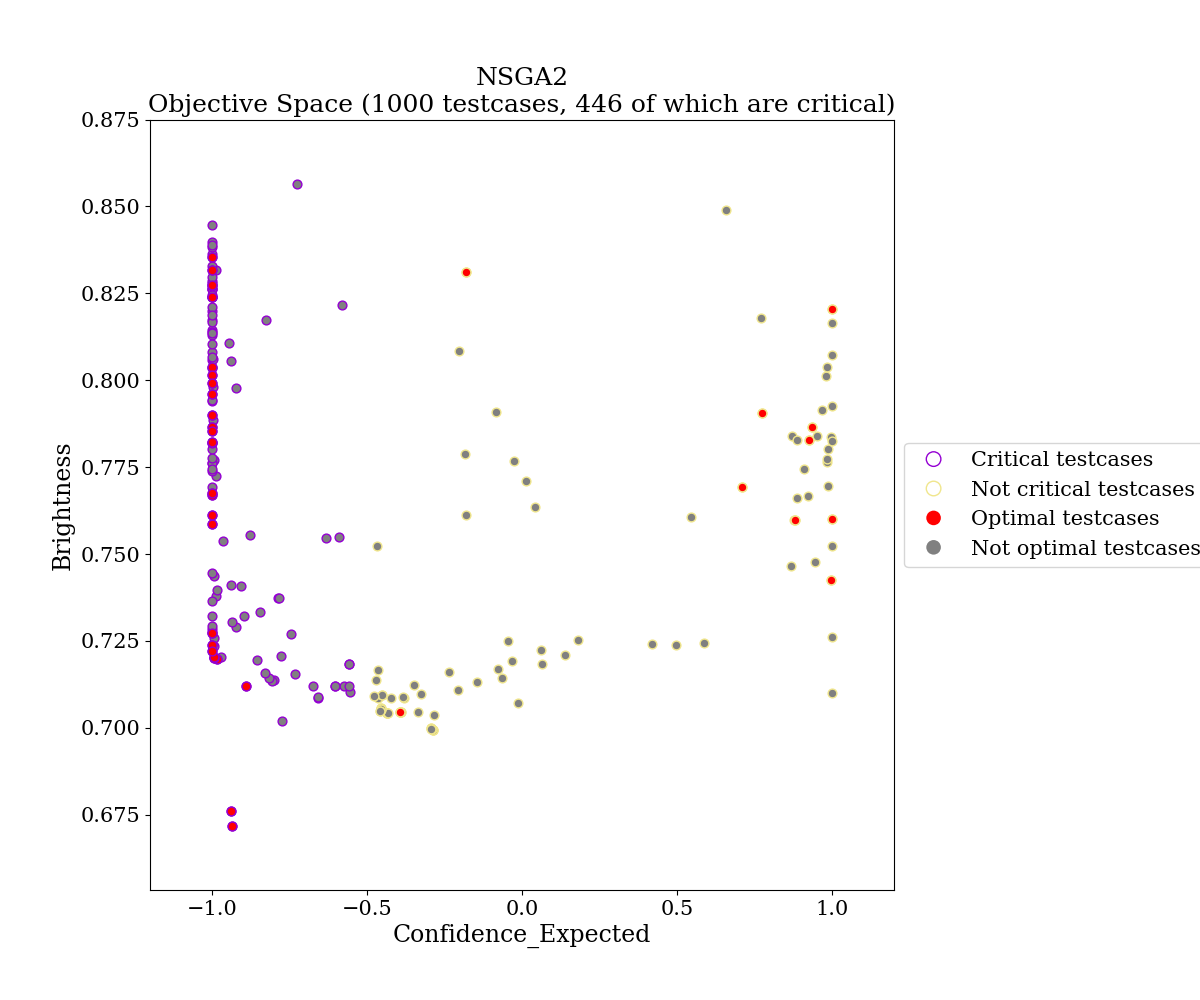 NSGA2
Objective Space (1000 testcases, 446 of which are critical)
0.875
0.850
0.825
0.800
0.775
0.750
0.725
0.700
0.675
Brightness
−1.0
−0.5
0.0
0.5
1.0
Confidence_Expected
Critical testcases
Not critical testcases
Optimal testcases
Not optimal testcases